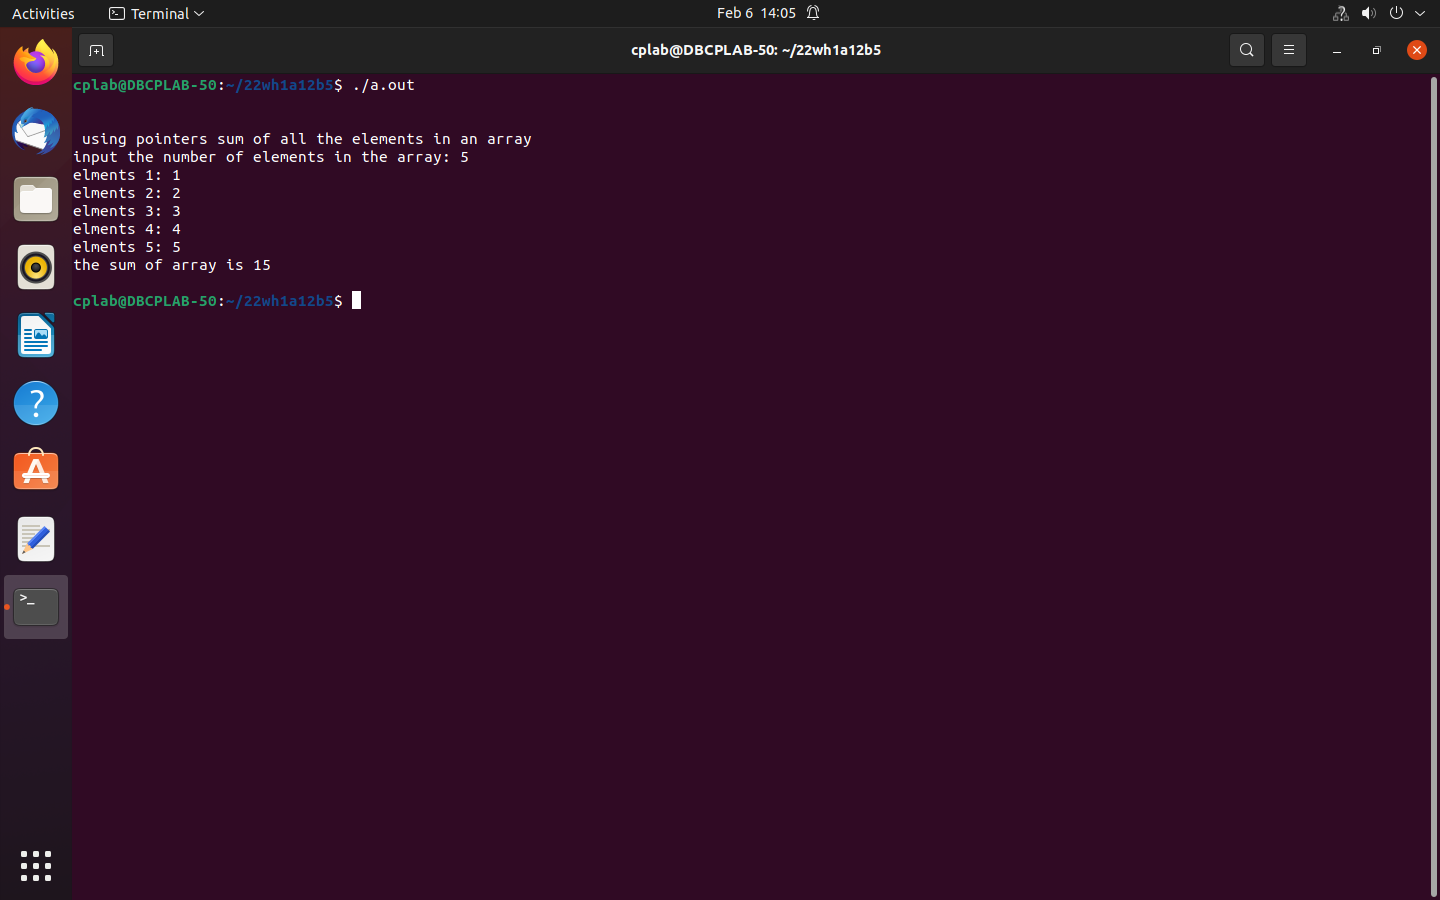 Activities
Terminal
Feb 6 14:05
cplab@DBCPLAB-50: ~/22wh1a12b5
cplab@DBCPLAB-50:~/22wh1a12b5$ ./a.out
using pointers sum of all the elements in an array
input the number of elements in the array: 5
elments 1: 1
elments 2: 2
elments 3: 3
elments 4: 4
elments 5: 5
the sum of array is 15
cplab@DBCPLAB-50:~/22wh1a12b5$